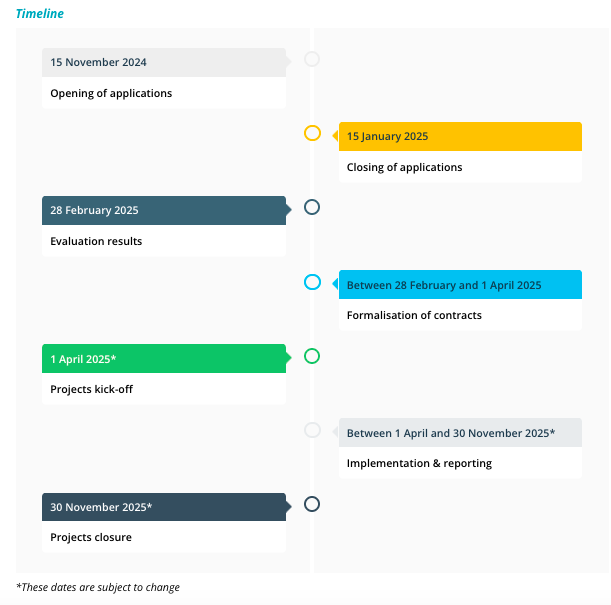 Timeline
15 November 2024
Opening of applications
15 January 2025
Closing of applications
28 February 2025
Evaluation results
Between 28 February and 1 April 2025
Formalisation of contracts
1 April 2025*
Projects kick-off
Between 1 April and 30 November 2025*
Implementation & reporting
30 November 2025*
Projects closure
*These dates are subject to change